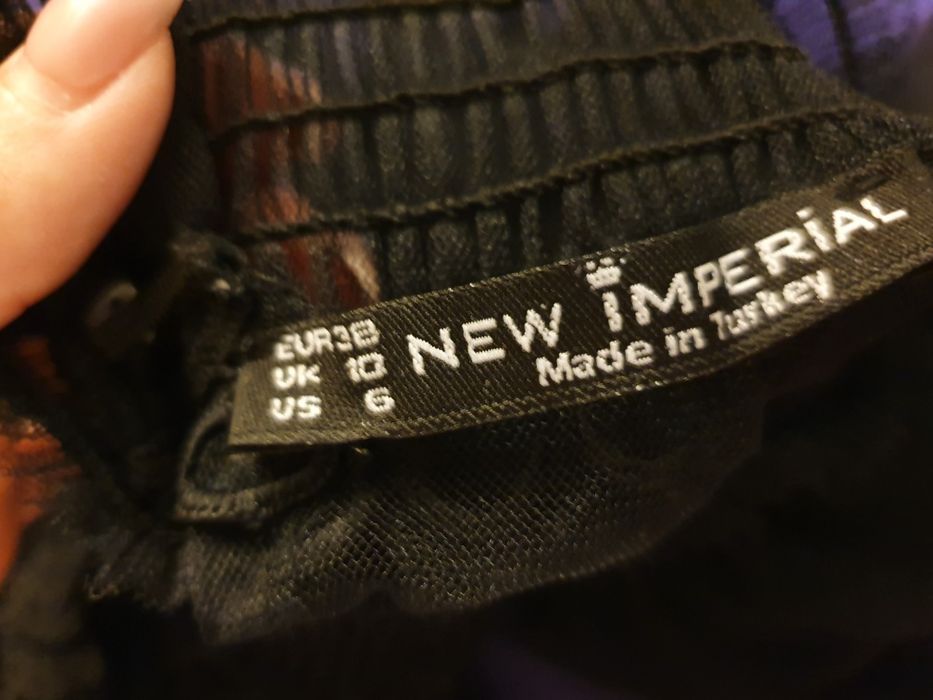 EUR38
UK 10
US 6
NEW IMPERIAL
Made in Turkey